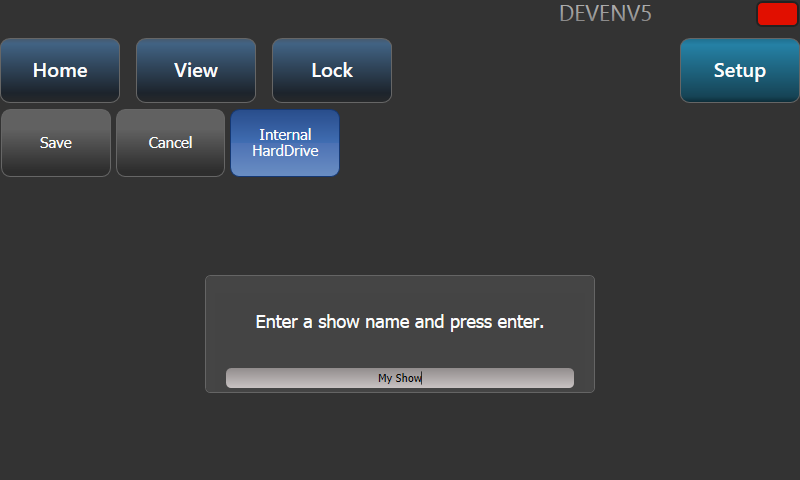 DEVENV5
Home
View
Lock
Setup
Save
Cancel
Internal
HardDrive
Enter a show name and press enter.
My Show